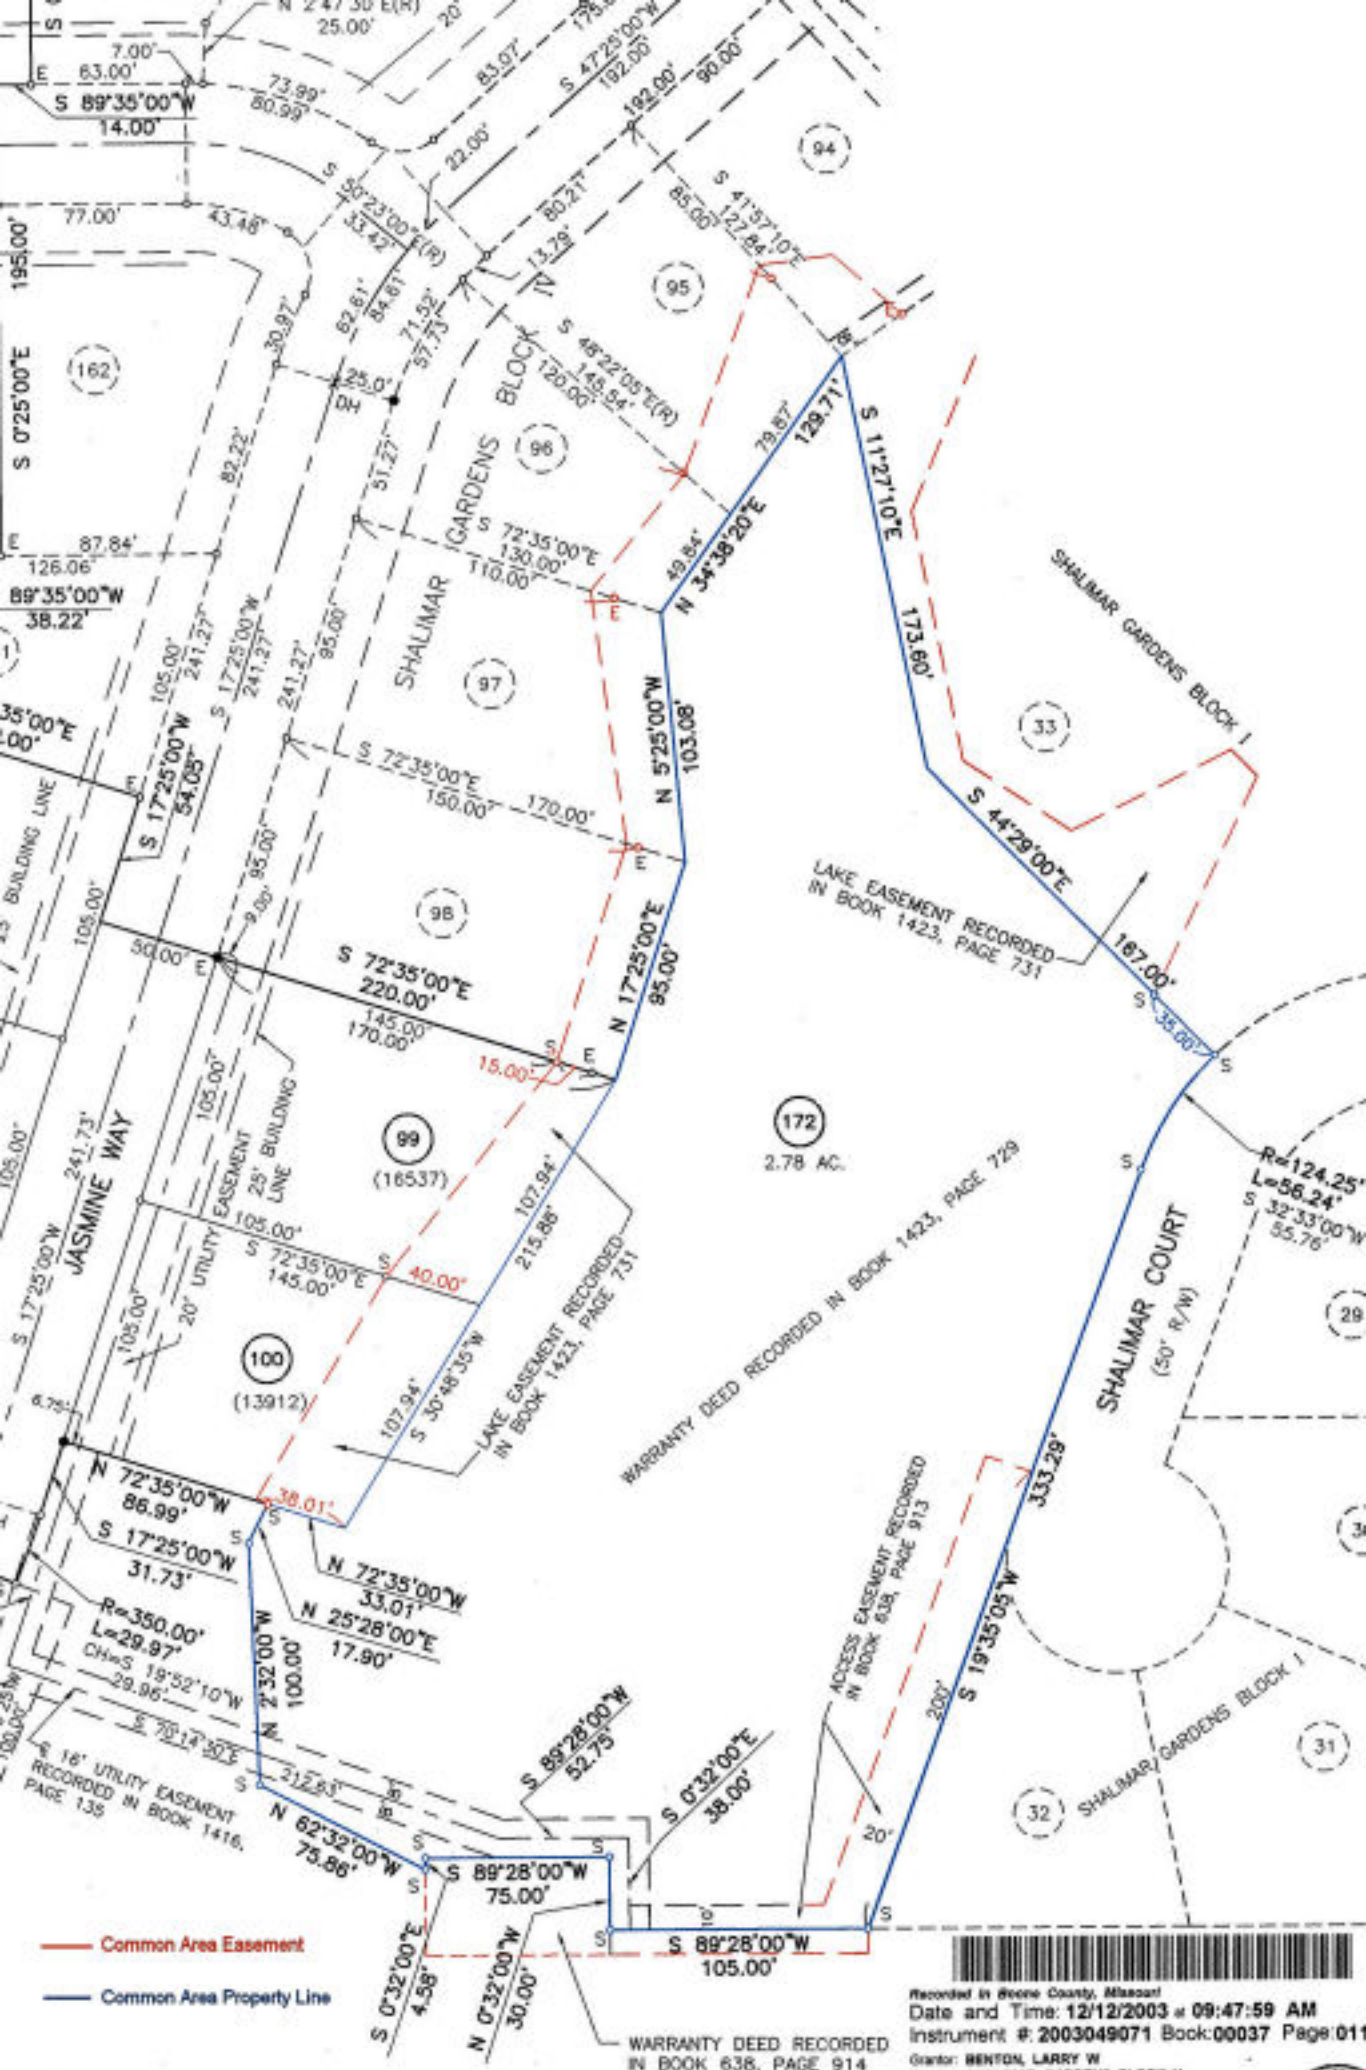 N 2°47'30"E(R)
25.00'
20'
7.00'
63.00'
E
S 89°35'00"W
14.00'
73.99'
80.99'
83.07'
S 47°25'00"W
192.00'
192.00'
90.00'
22.00'
94
77.00'
43.48'
S 50°23'00"E(R)
33.42'
80.21'
13.79'
S 41°57'10"E
127.84'
85.00'
195.00'
S 0°25'00"E
162
30.97'
62.61'
84.61'
71.52'
57.73'
25.0'
DH
95
SHALIMAR GARDENS BLOCK IV
S 48°22'05"E(R)
145.54'
120.00'
96
79.87'
129.71'
S 11°27'10"E
173.60'
82.22'
51.27'
E
87.84'
126.06'
89°35'00"W
38.22'
S 72°35'00"E
130.00'
110.00'
E
49.84'
N 34°38'20"E
SHALIMAR GARDENS BLOCK I
105.00'
241.27'
S 17°25'00"W
241.27'
241.27'
95.00'
97
N 5°25'00"W
103.08'
33
35'00"E
.00'
E
S 17°25'00"W
54.05'
S 72°35'00"E
150.00'
170.00'
E
S 44°29'00"E
167.00'
BUILDING LINE
95.00'
9.00'
98
LAKE EASEMENT RECORDED
IN BOOK 1423, PAGE 731
105.00'
50.00'
E
S 72°35'00"E
220.00'
145.00'
170.00'
N 17°25'00"E
95.00'
S
35.00'
S
15.00'
S
E
105.00'
99
(16537)
172
2.78 AC.
105.00'
241.73'
JASMINE WAY
S 17°25'00"W
20' UTILITY EASEMENT
25' BUILDING
LINE
107.94'
215.88'
S
R=124.25'
L=56.24'
S 32°33'00"W
55.76'
105.00'
S 72°35'00"E
145.00'
S
40.00'
LAKE EASEMENT RECORDED
IN BOOK 1423, PAGE 731
WARRANTY DEED RECORDED IN BOOK 1423, PAGE 729
SHALIMAR COURT
(50' R/W)
29
105.00'
100
(13912)
107.94'
S 30°48'35"W
6.75'
N 72°35'00"W
86.99'
S
38.01'
S 17°25'00"W
31.73'
S
N 72°35'00"W
33.01'
N 25°28'00"E
17.90'
333.29'
S 19°35'05"W
200'
ACCESS EASEMENT RECORDED
IN BOOK 638, PAGE 913
R=350.00'
L=29.97'
CH=S 19°52'10"W
29.96'
N 2°32'00"W
100.00'
S 70°14'30"E
212.63'
8'
8'
℄ 16' UTILITY EASEMENT
RECORDED IN BOOK 1416,
PAGE 135
S
N 62°32'00"W
75.86'
S 89°28'00"W
52.75'
S 0°32'00"E
38.00'
20'
31
32
SHALIMAR GARDENS BLOCK I
S
S
S 89°28'00"W
75.00'
S
S
10'
S
S 89°28'00"W
105.00'
S 0°32'00"E
4.58'
N 0°32'00"W
30.00'
Common Area Easement
Common Area Property Line
WARRANTY DEED RECORDED
IN BOOK 638, PAGE 914
Recorded in Boone County, Missouri
Date and Time: 12/12/2003 at 09:47:59 AM
Instrument #: 2003049071 Book:00037 Page:011
Grantor: BENTON, LARRY W